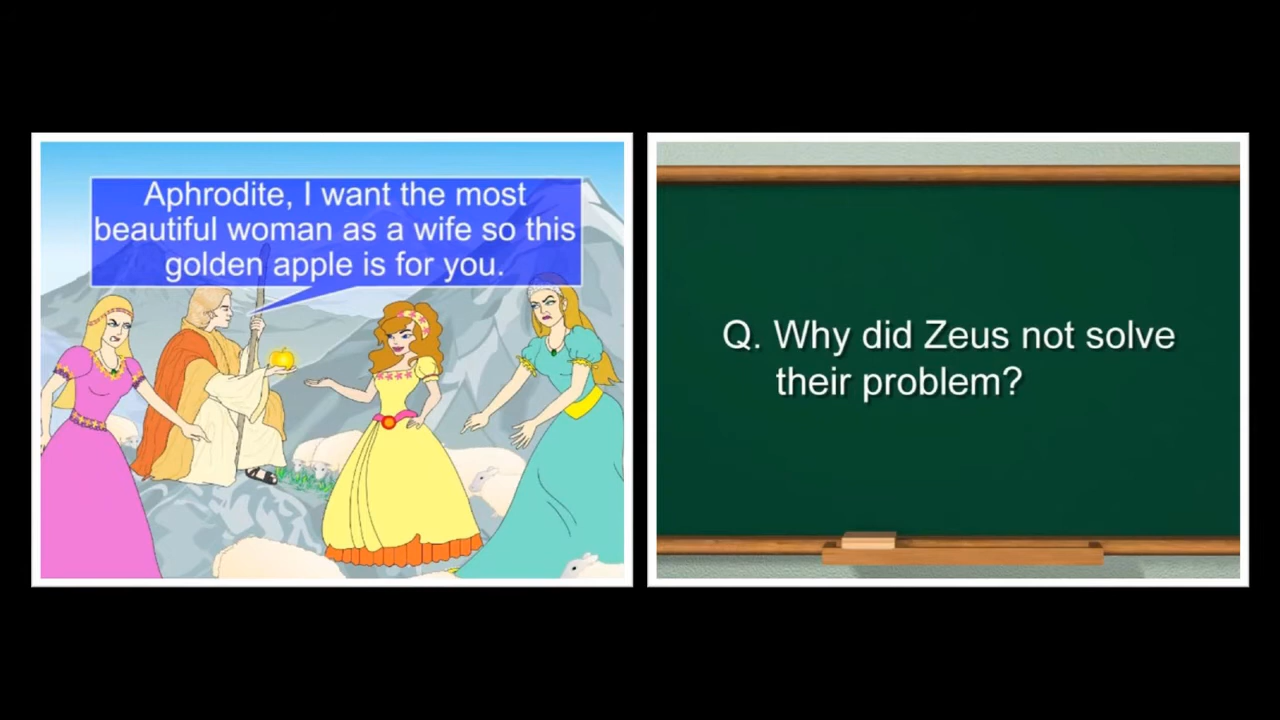 Aphrodite, I want the most
beautiful woman as a wife so this
golden apple is for you.
Q. Why did Zeus not solve
their problem?